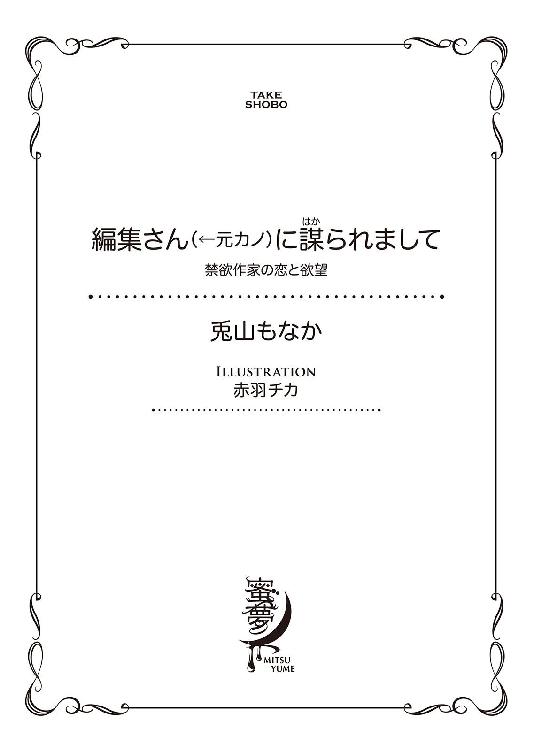 TAKE
SHOBO
はか
編集さん(←元カノ)に謀られまして
禁欲作家の恋と欲望
兎山もなか
ILLUSTRATION
赤羽チカ
蜜夢
MITSU
YUME